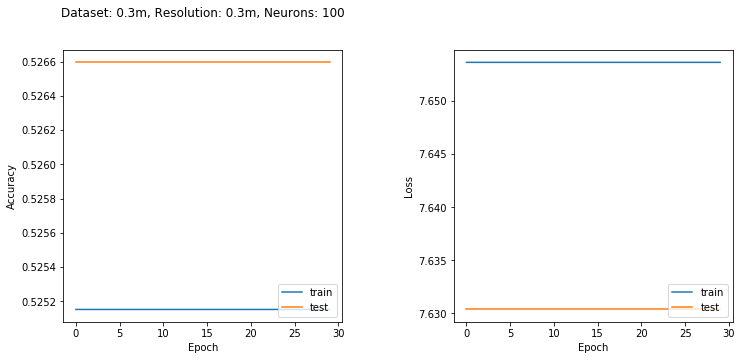 Dataset: 0.3m, Resolution: 0.3m, Neurons: 100
0.5266
0.5264
0.5262
0.5260
0.5258
0.5256
0.5254
0.5252
Accuracy
train
test
0 5 10 15 20 25 30
Epoch
7.650
7.645
7.640
7.635
7.630
Loss
train
test
0 5 10 15 20 25 30
Epoch